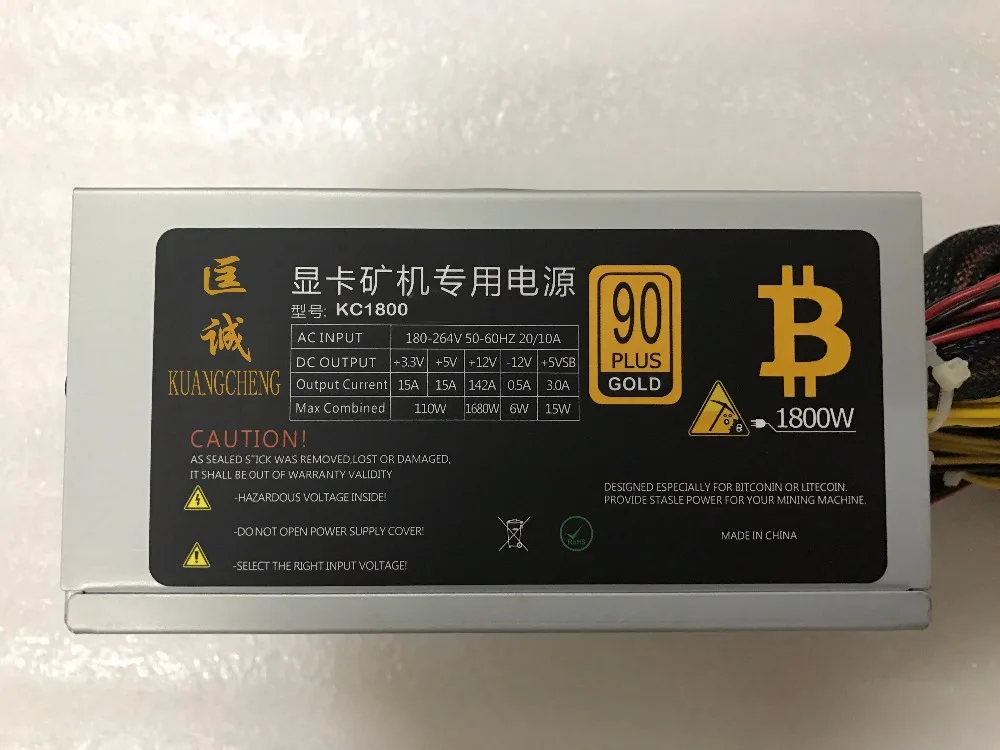 匡
诚
KUANGCHENG
显卡矿机专用电源
型号: KC1800
AC INPUT 180-264V 50-60HZ 20/10A
DC OUTPUT +3.3V +5V +12V -12V +5VSB
Output Current 15A 15A 142A 0.5A 3.0A
Max Combined 110W 1680W 6W 15W
90
PLUS
GOLD
B
1800W
CAUTION!
AS SEALED STICK WAS REMOVED,LOST OR DAMAGED,
IT SHALL BE OUT OF WARRANTY VALIDITY
-HAZARDOUS VOLTAGE INSIDE!
-DO NOT OPEN POWER SUPPLY COVER!
-SELECT THE RIGHT INPUT VOLTAGE!
RoHS
DESIGNED ESPECIALLY FOR BITCONIN OR LITECOIN.
PROVIDE STASLE POWER FOR YOUR MINING MACHINE.
MADE IN CHINA